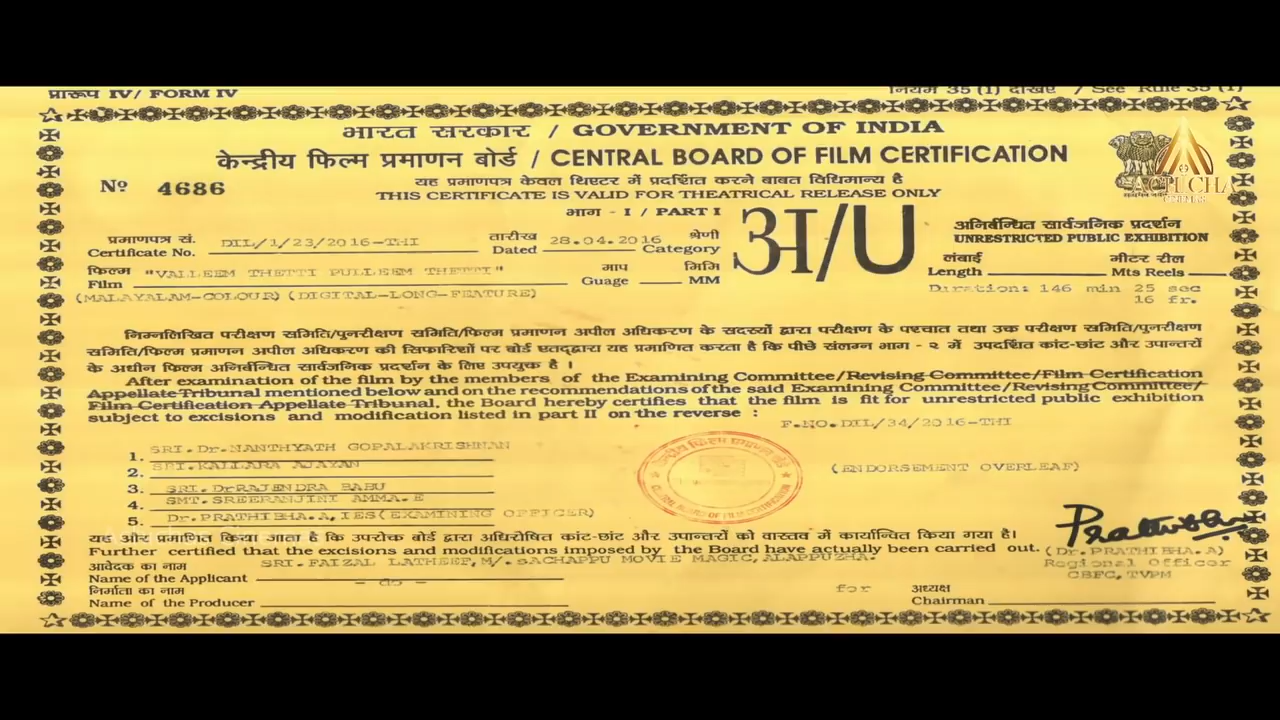 प्रारूप IV/ FORM IV
नियम 35 (1) देखिए / See Rule 35 (1)
भारत सरकार / GOVERNMENT OF INDIA
केन्द्रीय फिल्म प्रमाणन बोर्ड / CENTRAL BOARD OF FILM CERTIFICATION
Nº 4686
यह प्रमाणपत्र केवल थिएटर में प्रदर्शित करने बाबत विधिमान्य है
THIS CERTIFICATE IS VALID FOR THEATRICAL RELEASE ONLY
भाग - I / PART I
प्रमाणपत्र सं. तारीख श्रेणी
Certificate No. DIL/1/23/2016-THI Dated 28.04.2016 Category
अ/U
अनिर्बन्धित सार्वजनिक प्रदर्शन
UNRESTRICTED PUBLIC EXHIBITION
फिल्म माप मिमि
Film "VALLEEM THETTI PULLEEM THETTI" Guage MM
लंबाई मीटर रील
Length Mts Reels
(MALAYALAM-COLOUR)(DIGITAL-LONG-FEATURE)
Duration: 146 min 25 sec
16 fr.
निम्नलिखित परीक्षण समिति/पुनरीक्षण समिति/फिल्म प्रमाणन अपील अधिकरण के सदस्यों द्वारा परीक्षण के पश्चात तथा उक्त परीक्षण समिति/पुनरीक्षण
समिति/फिल्म प्रमाणन अपील अधिकरण की सिफारिशों पर बोर्ड एतद्द्वारा यह प्रमाणित करता है कि पीछे संलग्न भाग - २ में उपदर्शित कांट-छांट और उपान्तरों
के अधीन फिल्म अनिर्बन्धित सार्वजनिक प्रदर्शन के लिए उपयुक्त है ।
After examination of the film by the members of the Examining Committee/Revising Committee/Film Certification
Appellate Tribunal mentioned below and on the recommendations of the said Examining Committee/Revising Committee/
Film Certification Appellate Tribunal, the Board hereby certifies that the film is fit for unrestricted public exhibition
subject to excisions and modification listed in part II on the reverse :
F.NO.DIL/34/2016-THI
1. SRI.Dr.NANTHYATH GOPALAKRISHNAN
2. SRI.KALLARA AJAYAN
3. SRI.DrRAJENDRA BABU
4. SMT.SREERANJINI AMMA.E
5. Dr.PRATHIBHA.A,IES(EXAMINING OFFICER)
(ENDORSEMENT OVERLEAF)
यह और प्रमाणित किया जाता है कि उपरोक्त बोर्ड द्वारा अधिरोपित कांट-छांट और उपान्तरों को वास्तव में कार्यान्वित किया गया है।
Further certified that the excisions and modifications imposed by the Board have actually been carried out.
(Dr.PRATHIBHA.A)
Regional Officer
CBFC,TVPM
आवेदक का नाम
Name of the Applicant SRI.FAIZAL LATHEEF,M/.SACHAPPU MOVIE MAGIC,ALAPPUZHA.
निर्माता का नाम
Name of the Producer - do -
for अध्यक्ष
Chairman